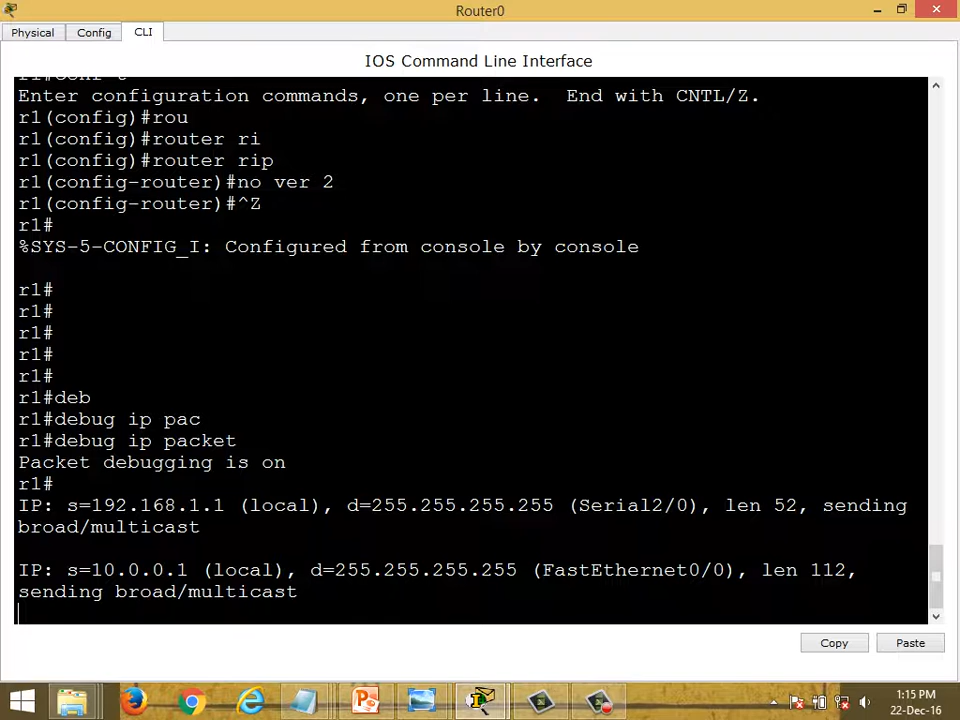 Router0
Physical Config CLI
IOS Command Line Interface
Enter configuration commands, one per line.  End with CNTL/Z.
r1(config)#rou
r1(config)#router ri
r1(config)#router rip
r1(config-router)#no ver 2
r1(config-router)#^Z
r1#
%SYS-5-CONFIG_I: Configured from console by console
r1#
r1#
r1#
r1#
r1#
r1#deb
r1#debug ip pac
r1#debug ip packet
Packet debugging is on
r1#
IP: s=192.168.1.1 (local), d=255.255.255.255 (Serial2/0), len 52, sending
broad/multicast
IP: s=10.0.0.1 (local), d=255.255.255.255 (FastEthernet0/0), len 112,
sending broad/multicast
Copy Paste
1:15 PM
22-Dec-16